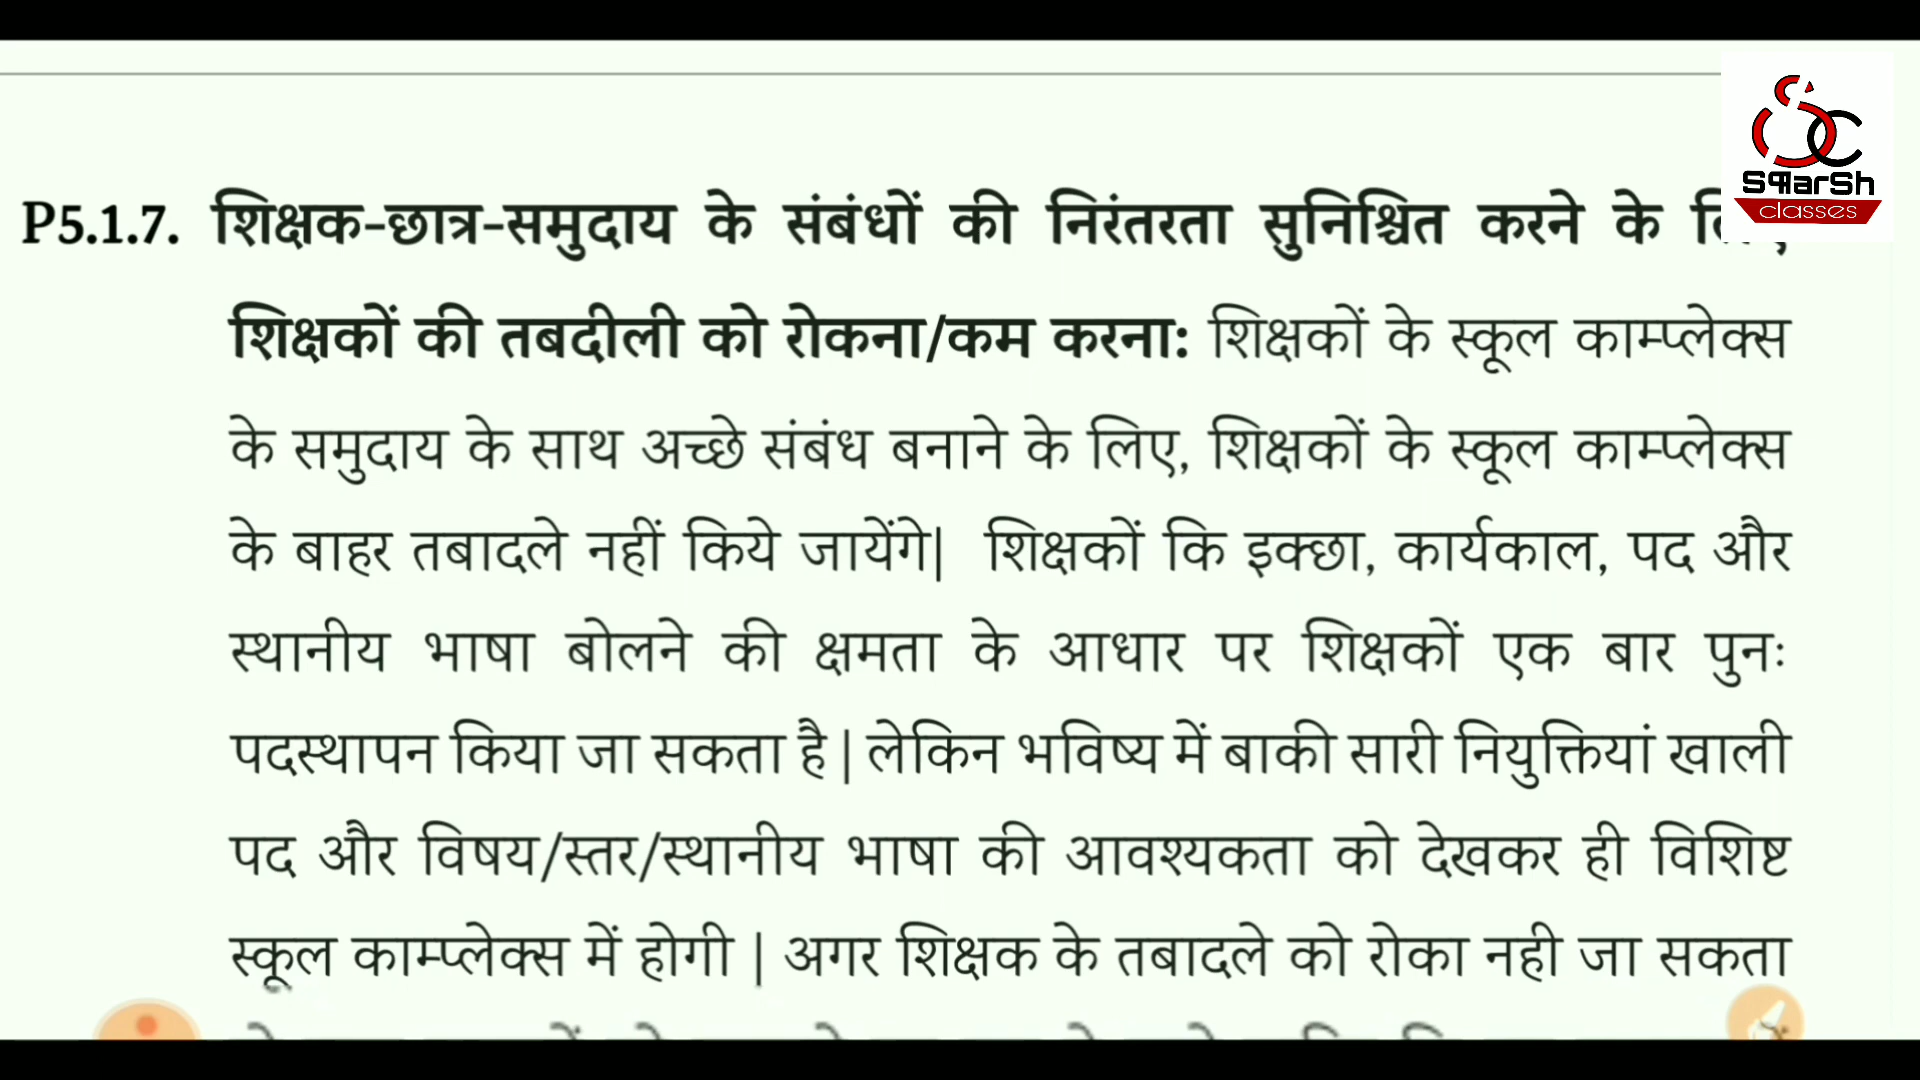 P5.1.7. शिक्षक-छात्र-समुदाय के संबंधों की निरंतरता सुनिश्चित करने के
शिक्षकों की तबदीली को रोकना/कम करना: शिक्षकों के स्कूल काम्प्लेक्स
के समुदाय के साथ अच्छे संबंध बनाने के लिए, शिक्षकों के स्कूल काम्प्लेक्स
के बाहर तबादले नहीं किये जायेंगे| शिक्षकों कि इक्छा, कार्यकाल, पद और
स्थानीय भाषा बोलने की क्षमता के आधार पर शिक्षकों एक बार पुनः
पदस्थापन किया जा सकता है | लेकिन भविष्य में बाकी सारी नियुक्तियां खाली
पद और विषय/स्तर/स्थानीय भाषा की आवश्यकता को देखकर ही विशिष्ट
स्कूल काम्प्लेक्स में होगी | अगर शिक्षक के तबादले को रोका नही जा सकता
SपarSh
classes